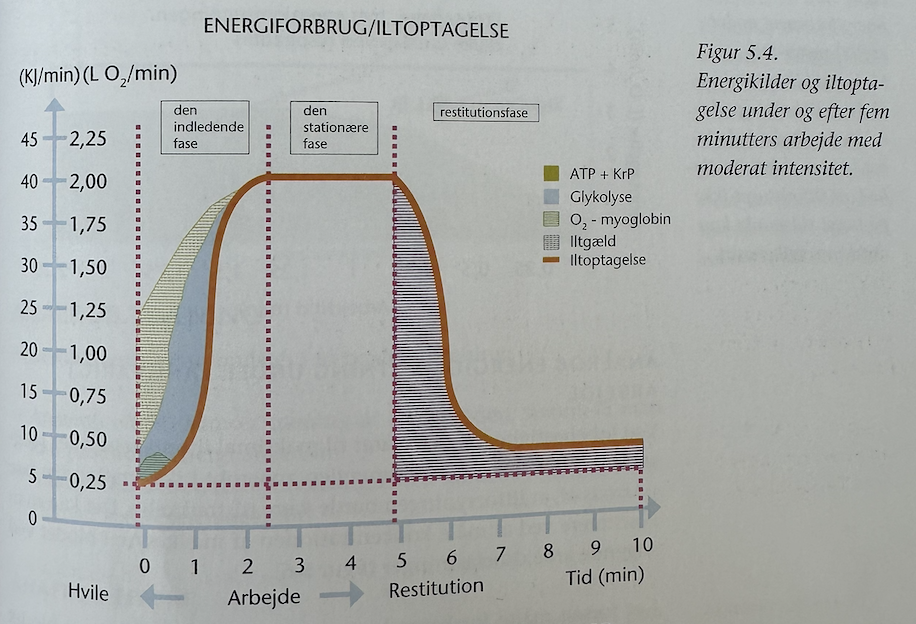 ENERGIFORBRUG/ILTOPTAGELSE
(KJ/min) (L O₂/min)
den
indledende
fase
den
stationære
fase
restitutionsfase
45 2,25
40 2,00
35 1,75
30 1,50
25 1,25
20 1,00
15 0,75
10 0,50
5 0,25
0
ATP + KrP
Glykolyse
O₂ - myoglobin
Iltgæld
Iltoptagelse
0 1 2 3 4 5 6 7 8 9 10
Hvile Arbejde Restitution Tid (min)
Figur 5.4.
Energikilder og iltopta-
gelse under og efter fem
minutters arbejde med
moderat intensitet.